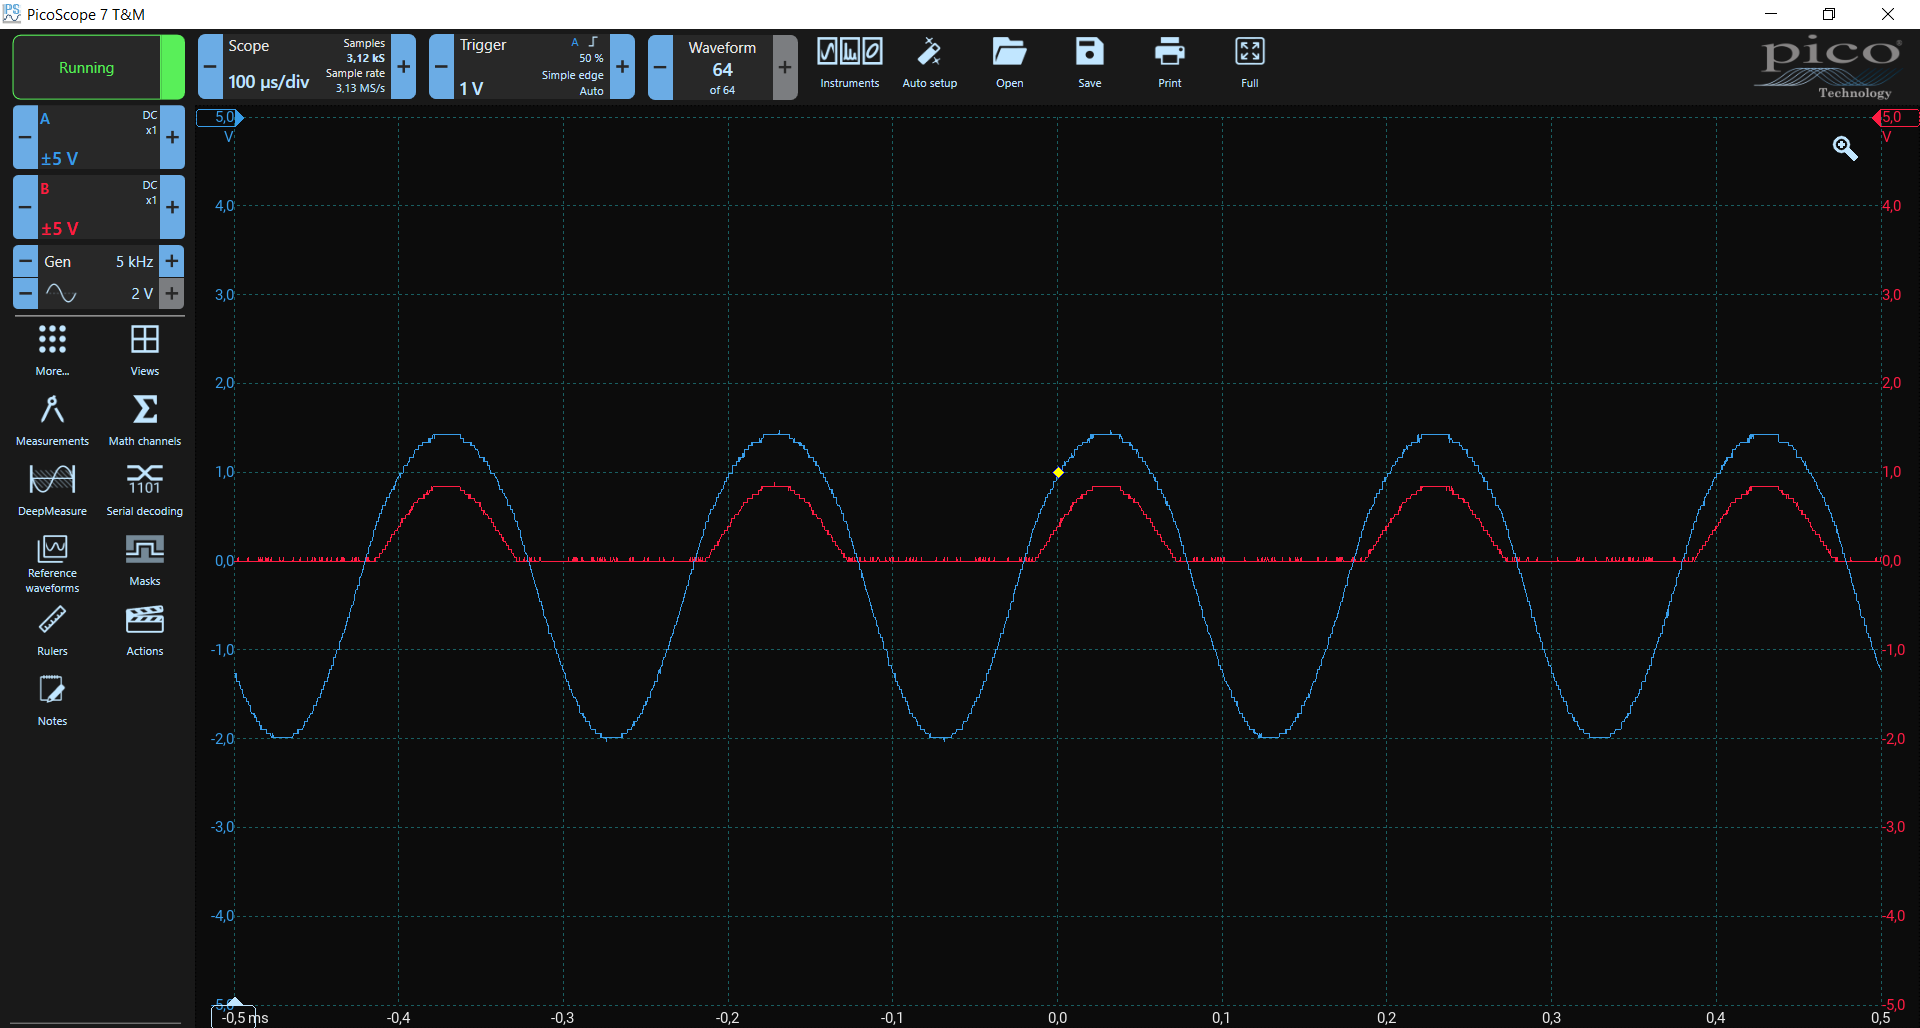 PicoScope 7 T&M
Running
Scope
100 µs/div
Samples
3,12 kS
Sample rate
3,13 MS/s
Trigger
1 V
A
50 %
Simple edge
Auto
Waveform
64
of 64
Instruments
Auto setup
Open
Save
Print
Full
pico
Technology
A
DC
x1
±5 V
B
DC
x1
±5 V
Gen
5 kHz
2 V
More...
Views
Measurements
Math channels
DeepMeasure
1101
Serial decoding
Reference
waveforms
Masks
Rulers
Actions
Notes
5,0
V
4,0
3,0
2,0
1,0
0,0
-1,0
-2,0
-3,0
-4,0
-5,0
5,0
V
4,0
3,0
2,0
1,0
0,0
-1,0
-2,0
-3,0
-4,0
-5,0
-0,5 ms
-0,4
-0,3
-0,2
-0,1
0,0
0,1
0,2
0,3
0,4
0,5